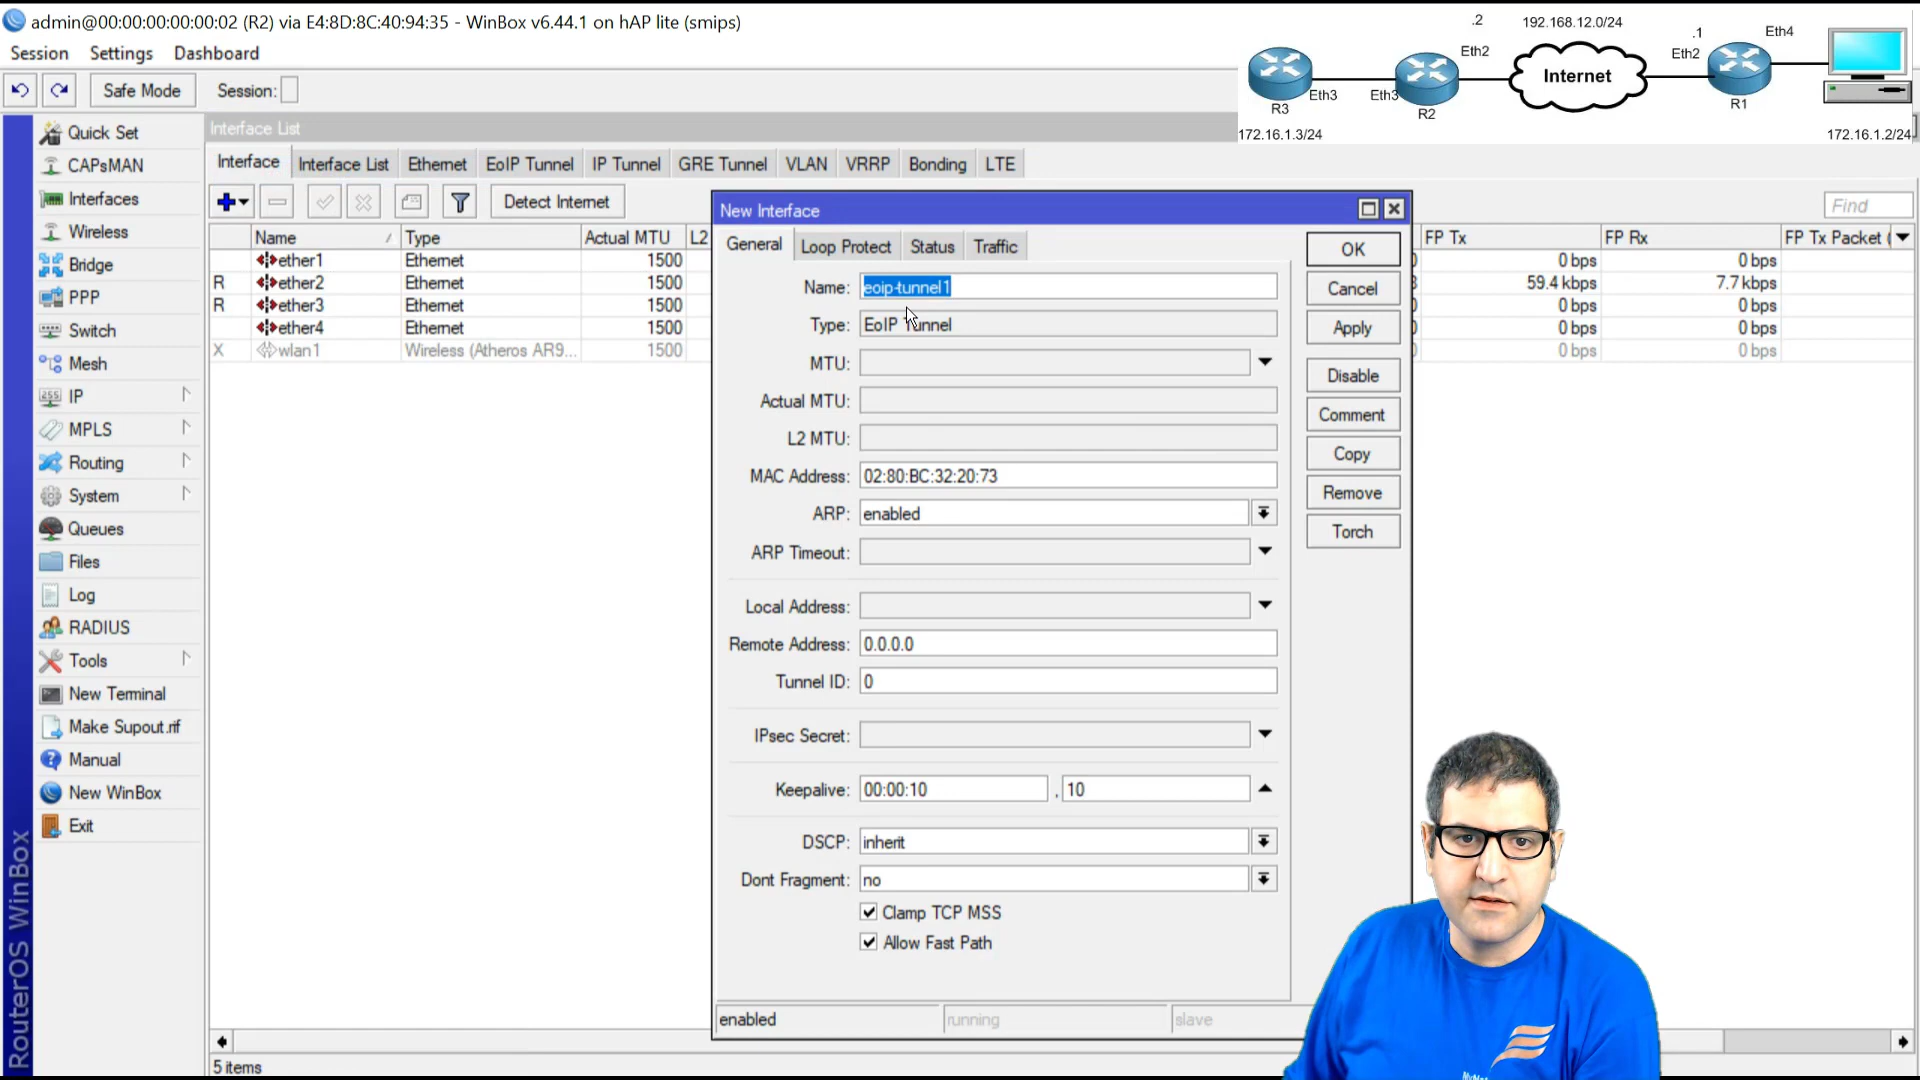 admin@00:00:00:00:00:02 (R2) via E4:8D:8C:40:94:35 - WinBox v6.44.1 on hAP lite (smips)
Session Settings Dashboard
Safe Mode Session:
.2 192.168.12.0/24
.1 Eth4
Eth2 Eth2
Internet
Eth3 Eth3
R3 R2 R1
172.16.1.3/24 172.16.1.2/24
Quick Set
CAPsMAN
Interfaces
Wireless
Bridge
PPP
Switch
Mesh
IP
MPLS
Routing
System
Queues
Files
Log
RADIUS
Tools
New Terminal
Make Supout.rif
Manual
New WinBox
Exit
RouterOS WinBox
Interface List
Interface Interface List Ethernet EoIP Tunnel IP Tunnel GRE Tunnel VLAN VRRP Bonding LTE
Detect Internet
Find
Name Type Actual MTU L2
FP Tx FP Rx FP Tx Packet (
ether1 Ethernet 1500 0 bps 0 bps
R ether2 Ethernet 1500 59.4 kbps 7.7 kbps
R ether3 Ethernet 1500 0 bps 0 bps
ether4 Ethernet 1500 0 bps 0 bps
X wlan1 Wireless (Atheros AR9... 1500 0 bps 0 bps
New Interface
General Loop Protect Status Traffic
Name: eoip-tunnel1
Type: EoIP Tunnel
MTU:
Actual MTU:
L2 MTU:
MAC Address: 02:80:BC:32:20:73
ARP: enabled
ARP Timeout:
Local Address:
Remote Address: 0.0.0.0
Tunnel ID: 0
IPsec Secret:
Keepalive: 00:00:10 , 10
DSCP: inherit
Dont Fragment: no
Clamp TCP MSS
Allow Fast Path
enabled running slave
OK
Cancel
Apply
Disable
Comment
Copy
Remove
Torch
5 items